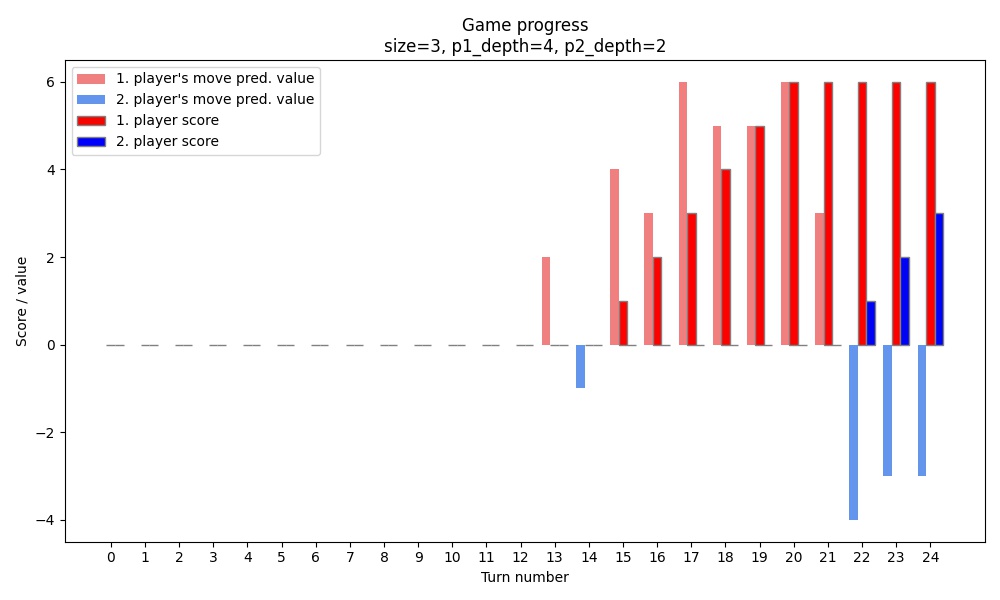 Game progress
size=3, p1_depth=4, p2_depth=2
1. player's move pred. value
2. player's move pred. value
1. player score
2. player score
Score / value
6
4
2
0
−2
−4
0 1 2 3 4 5 6 7 8 9 10 11 12 13 14 15 16 17 18 19 20 21 22 23 24
Turn number